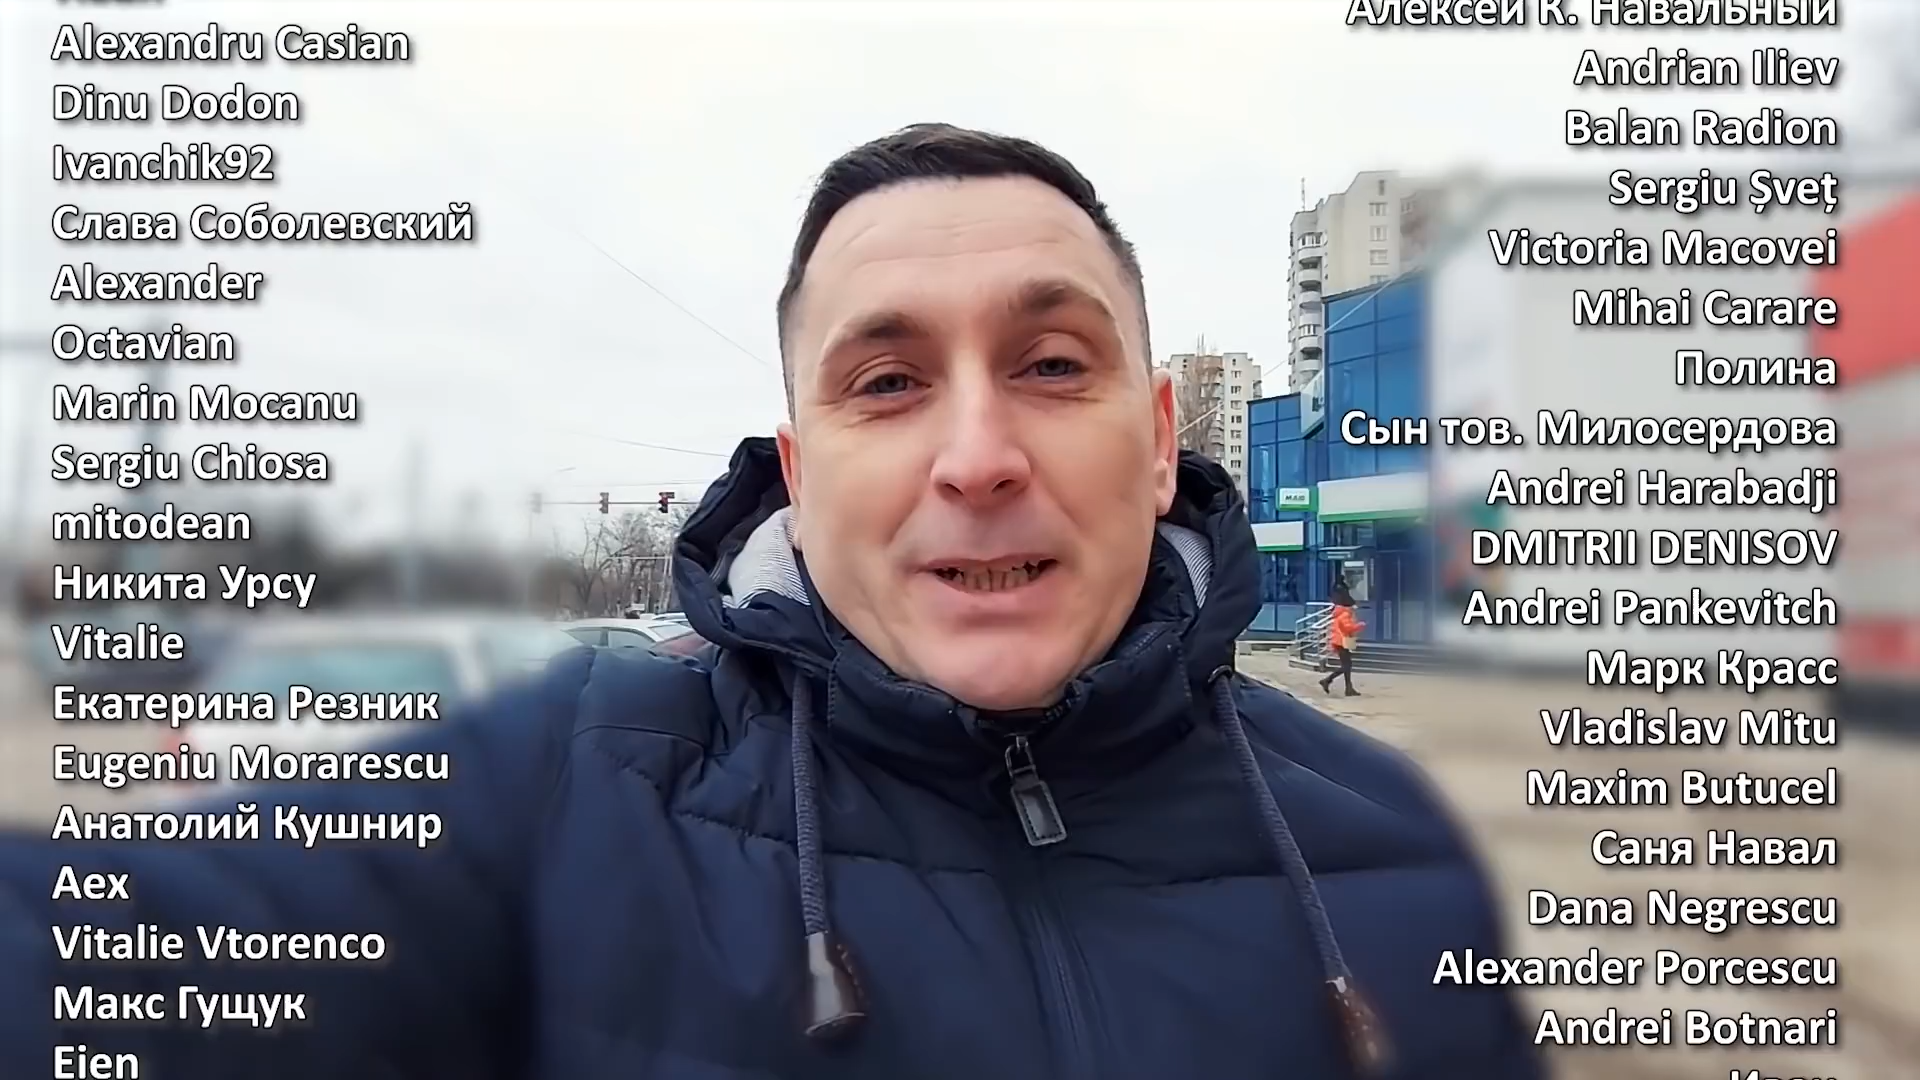 Alexandru Casian
Dinu Dodon
Ivanchik92
Слава Соболевский
Alexander
Octavian
Marin Mocanu
Sergiu Chiosa
mitodean
Никита Урсу
Vitalie
Екатерина Резник
Eugeniu Morarescu
Анатолий Кушнир
Aex
Vitalie Vtorenco
Макс Гущук
Eien
Алексей К. Навальный
Andrian Iliev
Balan Radion
Sergiu Șveț
Victoria Macovei
Mihai Carare
Полина
Сын тов. Милосердова
Andrei Harabadji
DMITRII DENISOV
Andrei Pankevitch
Марк Красс
Vladislav Mitu
Maxim Butucel
Саня Навал
Dana Negrescu
Alexander Porcescu
Andrei Botnari